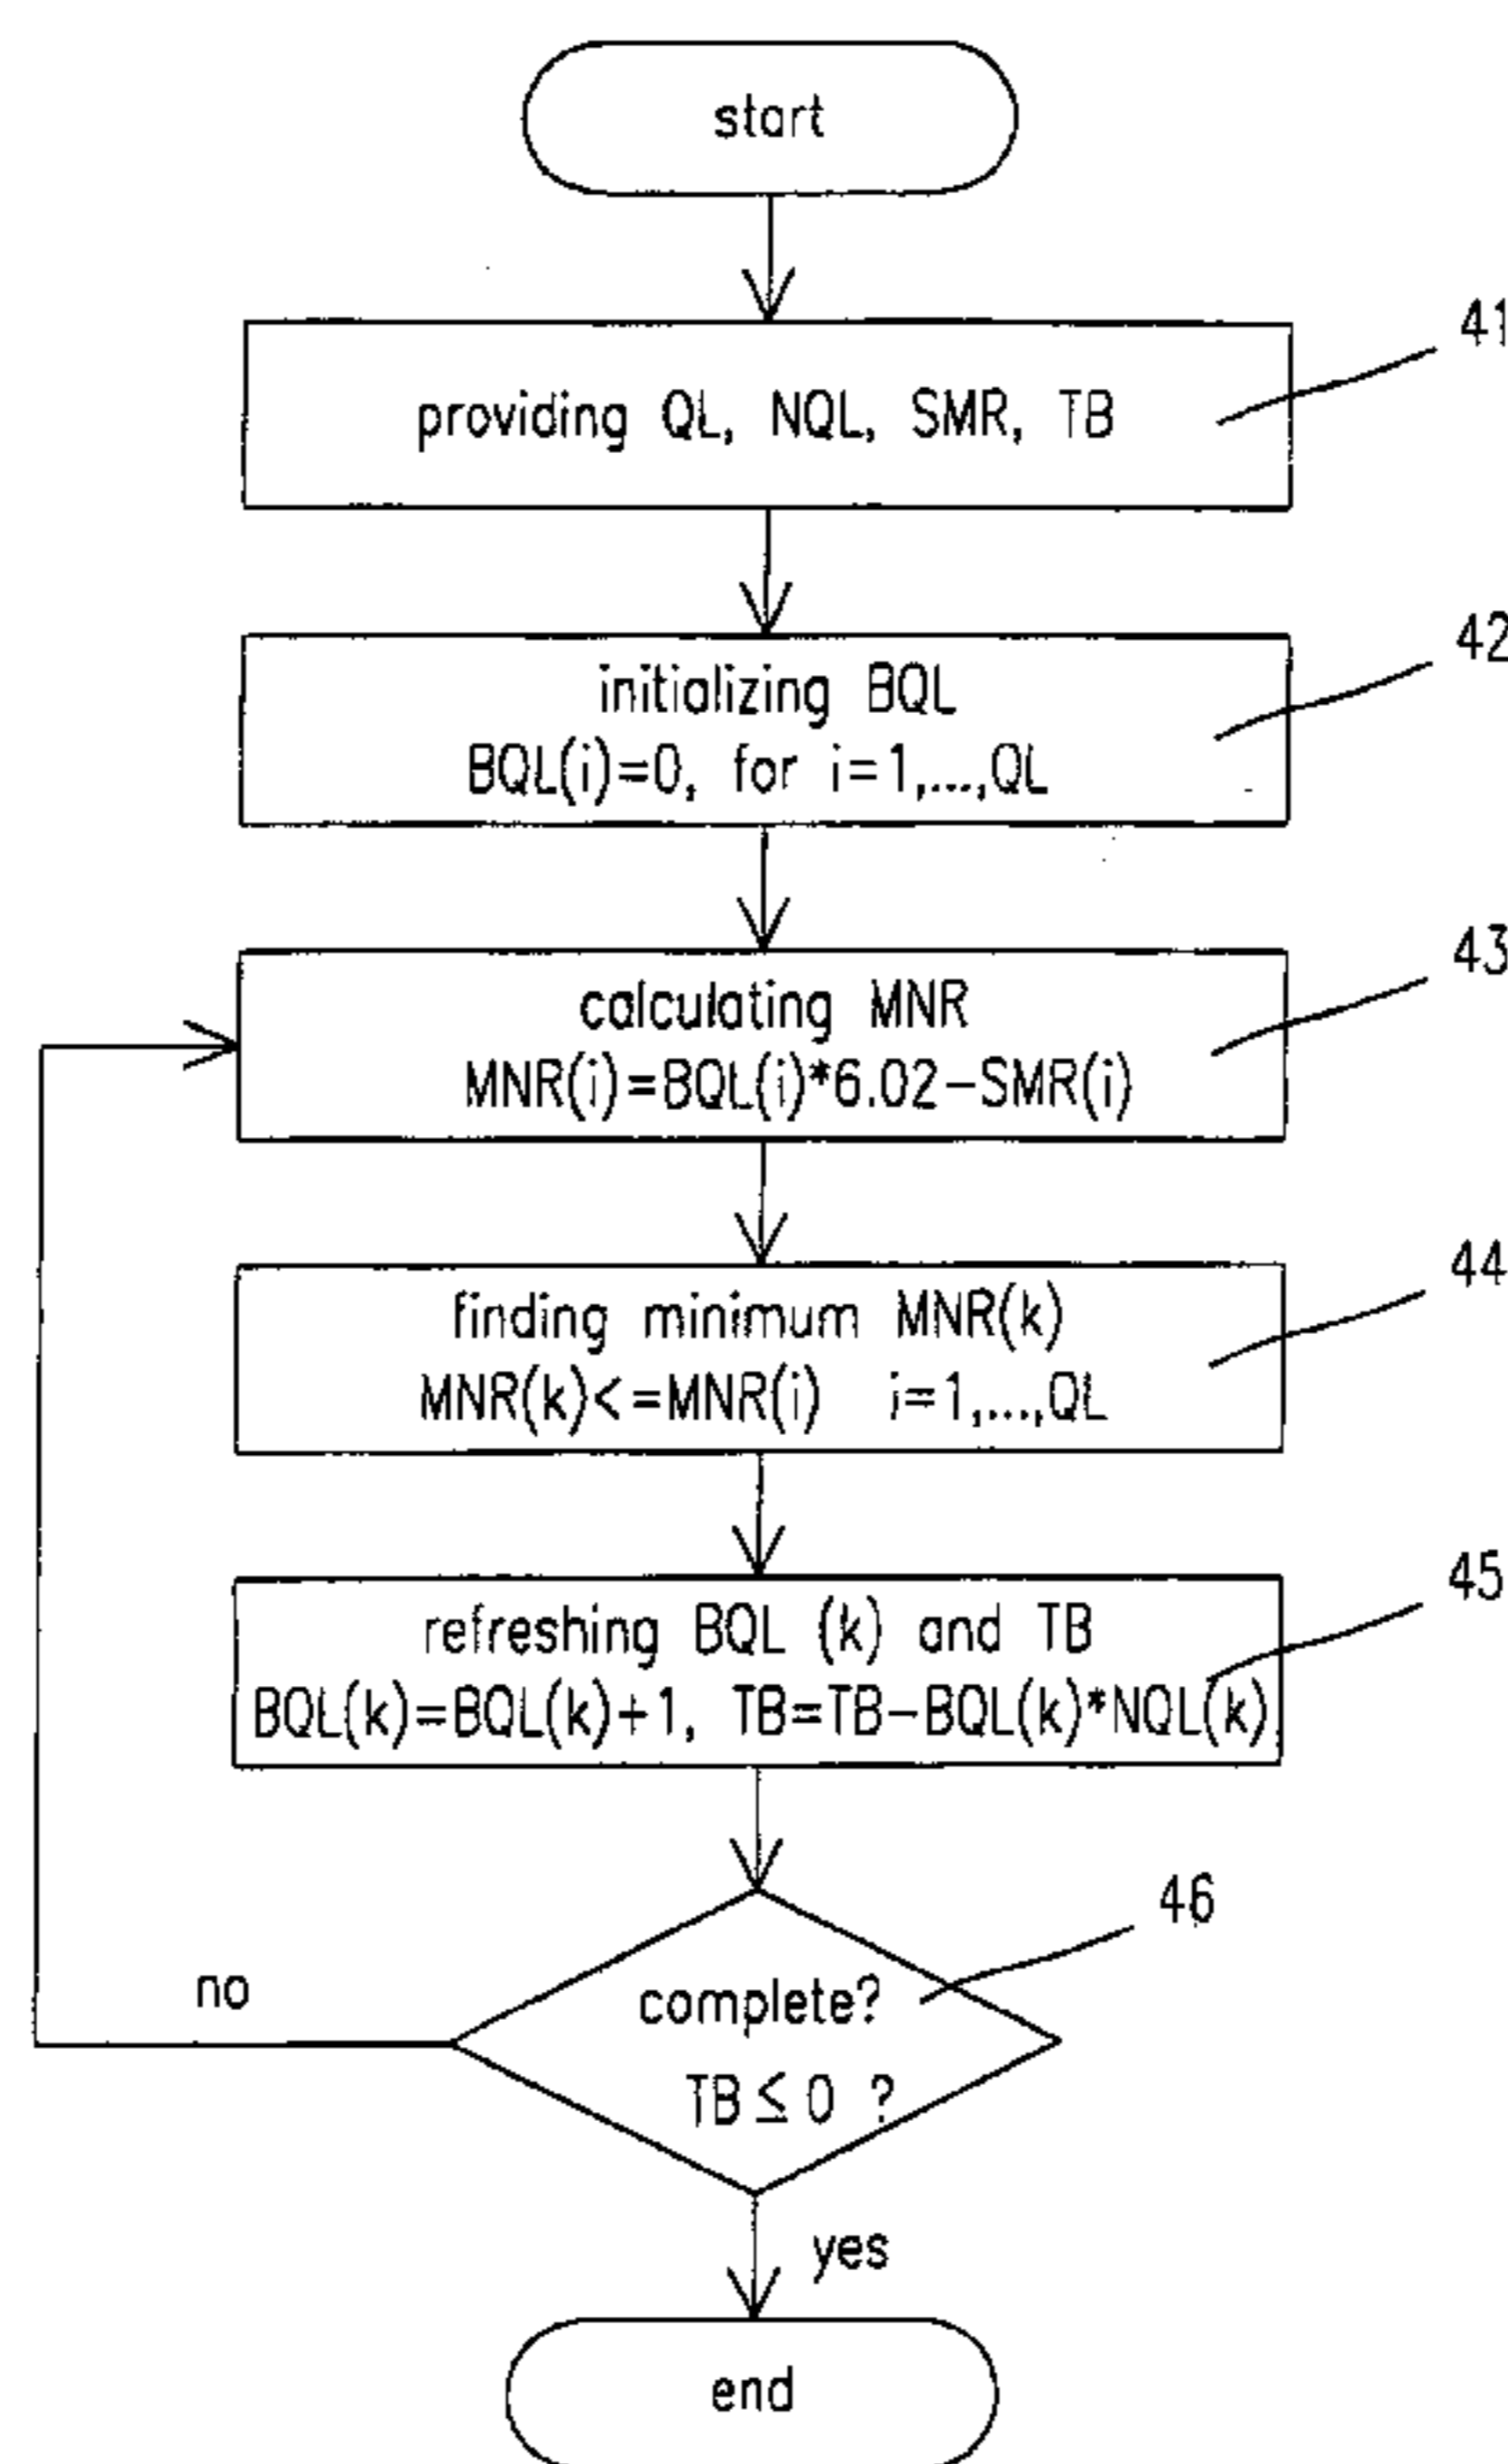 start
41
providing QL, NQL, SMR, TB
42
initializing BQL
BQL(i)=0, for i=1,...,QL
43
calculating MNR
MNR(i)=BQL(i)*6.02-SMR(i)
44
finding minimum MNR(k)
MNR(k)<=MNR(i) i=1,...,QL
45
refreshing BQL (k) and TB
BQL(k)=BQL(k)+1, TB=TB-BQL(k)*NQL(k)
46
no
complete?
TB≤0 ?
yes
end